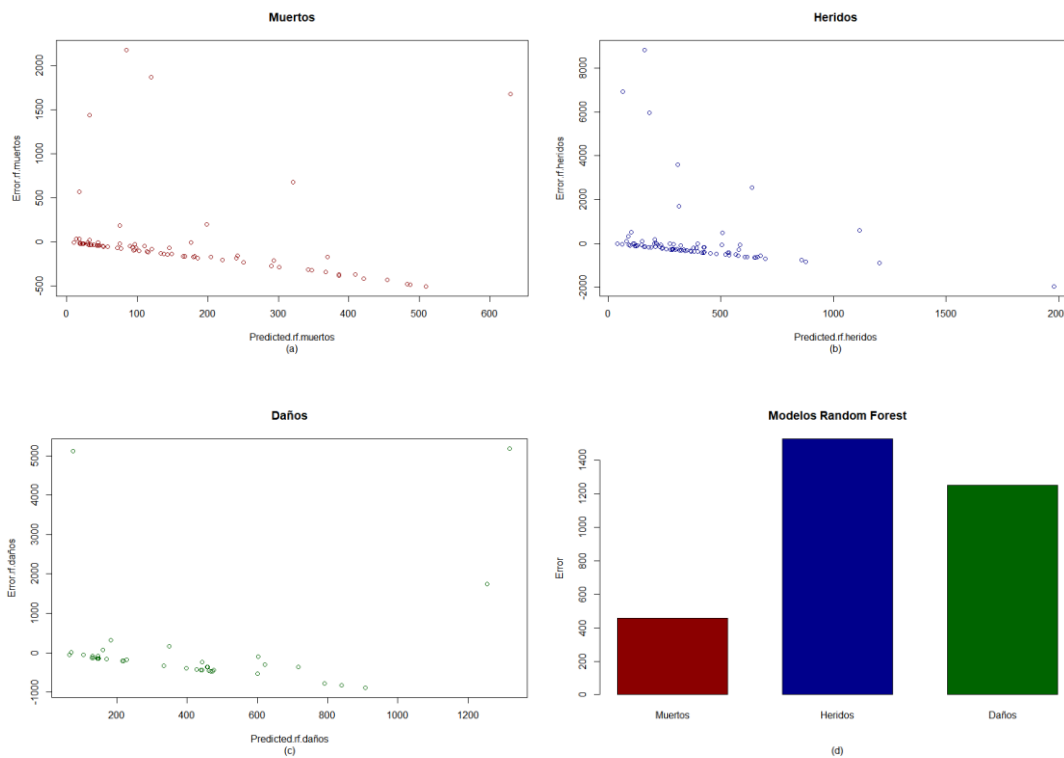 Muertos
Error.rf.muertos
2000
1500
1000
500
0
-500
0 100 200 300 400 500 600
Predicted.rf.muertos
(a)
Heridos
Error.rf.heridos
8000
6000
4000
2000
0
-2000
0 500 1000 1500 200
Predicted.rf.heridos
(b)
Daños
Error.rf.daños
5000
4000
3000
2000
1000
0
-1000
200 400 600 800 1000 1200
Predicted.rf.daños
(c)
Modelos Random Forest
Error
1400
1200
1000
800
600
400
200
0
Muertos Heridos Daños
(d)